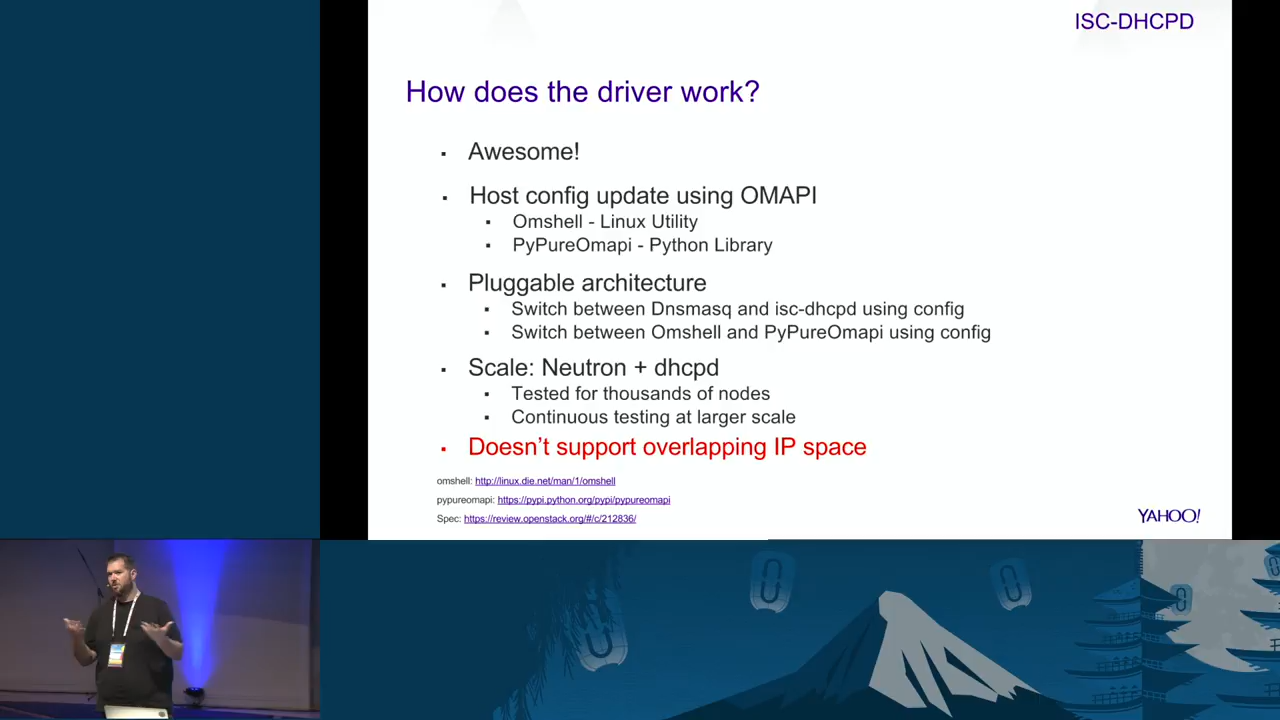 ISC-DHCPD
How does the driver work?
▪ Awesome!
▪ Host config update using OMAPI
▪ Omshell - Linux Utility
▪ PyPureOmapi - Python Library
▪ Pluggable architecture
▪ Switch between Dnsmasq and isc-dhcpd using config
▪ Switch between Omshell and PyPureOmapi using config
▪ Scale: Neutron + dhcpd
▪ Tested for thousands of nodes
▪ Continuous testing at larger scale
▪ Doesn’t support overlapping IP space
omshell: http://linux.die.net/man/1/omshell
pypureomapi: https://pypi.python.org/pypi/pypureomapi
Spec: https://review.openstack.org/#/c/212836/
YAHOO!